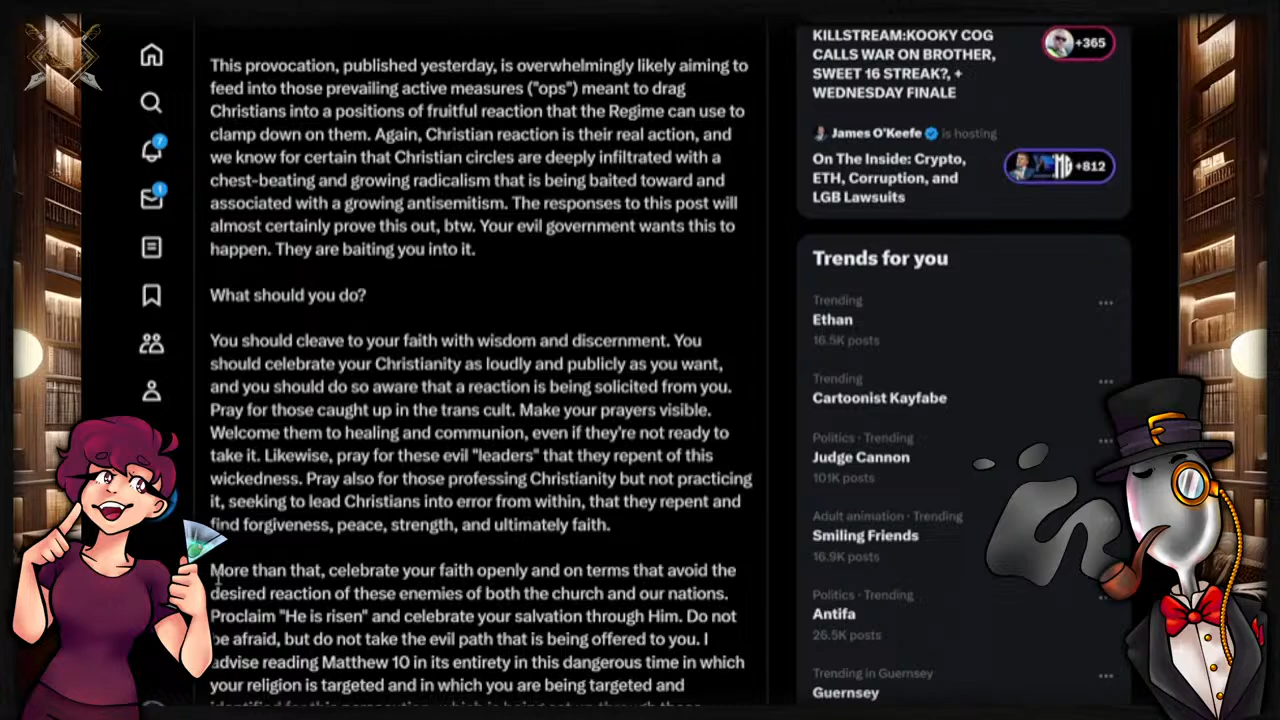 This provocation, published yesterday, is overwhelmingly likely aiming to
feed into those prevailing active measures ("ops") meant to drag
Christians into a positions of fruitful reaction that the Regime can use to
clamp down on them. Again, Christian reaction is their real action, and
we know for certain that Christian circles are deeply infiltrated with a
chest-beating and growing radicalism that is being baited toward and
associated with a growing antisemitism. The responses to this post will
almost certainly prove this out, btw. Your evil government wants this to
happen. They are baiting you into it.
What should you do?
You should cleave to your faith with wisdom and discernment. You
should celebrate your Christianity as loudly and publicly as you want,
and you should do so aware that a reaction is being solicited from you.
Pray for those caught up in the trans cult. Make your prayers visible.
Welcome them to healing and communion, even if they're not ready to
take it. Likewise, pray for these evil "leaders" that they repent of this
wickedness. Pray also for those professing Christianity but not practicing
it, seeking to lead Christians into error from within, that they repent and
find forgiveness, peace, strength, and ultimately faith.
More than that, celebrate your faith openly and on terms that avoid the
desired reaction of these enemies of both the church and our nations.
Proclaim "He is risen" and celebrate your salvation through Him. Do not
be afraid, but do not take the evil path that is being offered to you. I
advise reading Matthew 10 in its entirety in this dangerous time in which
your religion is targeted and in which you are being targeted and
7
1
KILLSTREAM:KOOKY COG
CALLS WAR ON BROTHER,
SWEET 16 STREAK?, +
WEDNESDAY FINALE
+365
James O'Keefe is hosting
On The Inside: Crypto,
ETH, Corruption, and
LGB Lawsuits
+812
Trends for you
Trending
Ethan
16.5K posts
Trending
Cartoonist Kayfabe
Politics · Trending
Judge Cannon
101K posts
Adult animation · Trending
Smiling Friends
16.9K posts
Politics · Trending
Antifa
26.5K posts
Trending in Guernsey
Guernsey